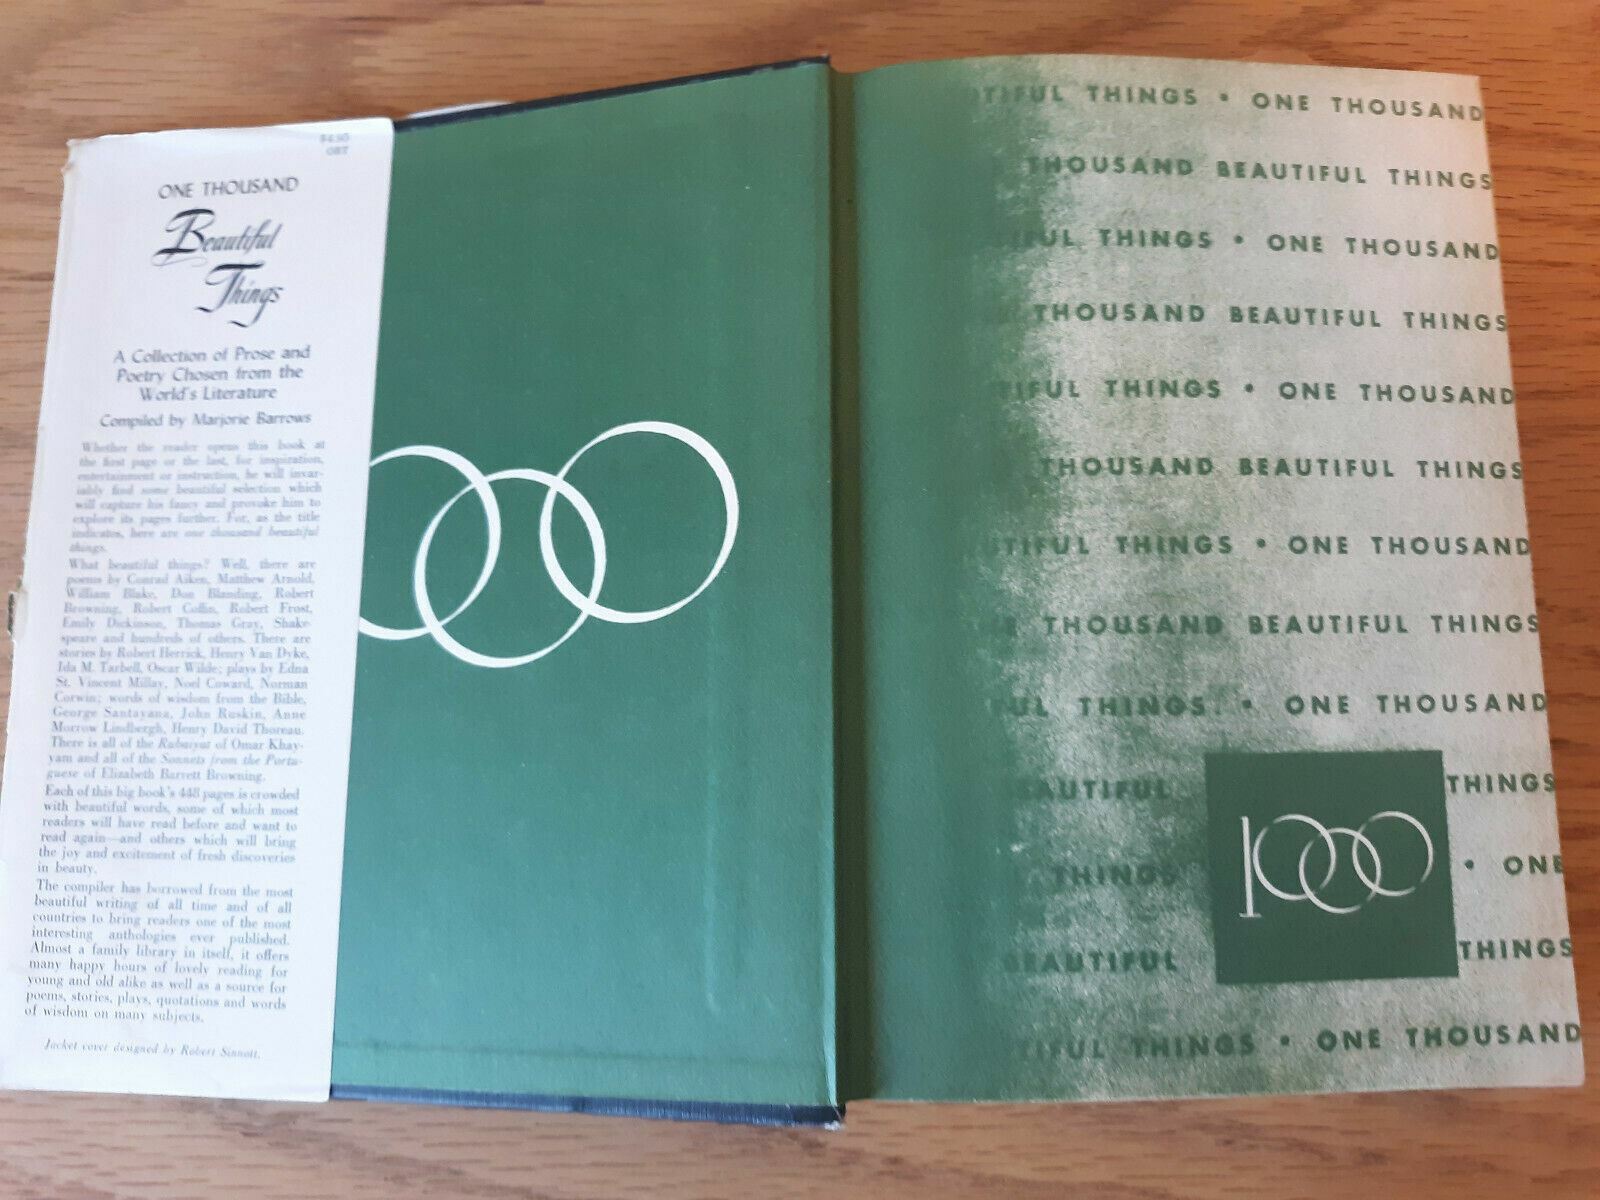 $4.95
OBT
ONE THOUSAND
Beautiful
Things
A Collection of Prose and
Poetry Chosen from the
World's Literature
Compiled by Marjorie Barrows
Whether the reader opens this book at
the first page or the last, for inspiration,
entertainment or instruction, he will invar-
iably find some beautiful selection which
will capture his fancy and provoke him to
explore its pages further. For, as the title
indicates, here are one thousand beautiful
things.
What beautiful things? Well, there are
poems by Conrad Aiken, Matthew Arnold,
William Blake, Don Blanding, Robert
Browning, Robert Coffin, Robert Frost,
Emily Dickinson, Thomas Gray, Shake-
speare and hundreds of others. There are
stories by Robert Herrick, Henry Van Dyke,
Ida M. Tarbell, Oscar Wilde; plays by Edna
St. Vincent Millay, Noel Coward, Norman
Corwin; words of wisdom from the Bible,
George Santayana, John Ruskin, Anne
Morrow Lindbergh, Henry David Thoreau.
There is all of the Rubaiyat of Omar Khay-
yam and all of the Sonnets from the Portu-
guese of Elizabeth Barrett Browning.
Each of this big book's 448 pages is crowded
with beautiful words, some of which most
readers will have read before and want to
read again—and others which will bring
the joy and excitement of fresh discoveries
in beauty.
The compiler has borrowed from the most
beautiful writing of all time and of all
countries to bring readers one of the most
interesting anthologies ever published.
Almost a family library in itself, it offers
many happy hours of lovely reading for
young and old alike as well as a source for
poems, stories, plays, quotations and words
of wisdom on many subjects.
Jacket cover designed by Robert Sinnott.
TIFUL THINGS • ONE THOUSAND
THOUSAND BEAUTIFUL THINGS
IFUL THINGS • ONE THOUSAND
THOUSAND BEAUTIFUL THINGS
TIFUL THINGS • ONE THOUSAND
THOUSAND BEAUTIFUL THINGS
TIFUL THINGS • ONE THOUSAND
THOUSAND BEAUTIFUL THINGS
UL THINGS • ONE THOUSAND
EAUTIFUL THINGS
1000
THINGS • ONE
BEAUTIFUL THINGS
TIFUL THINGS • ONE THOUSAND